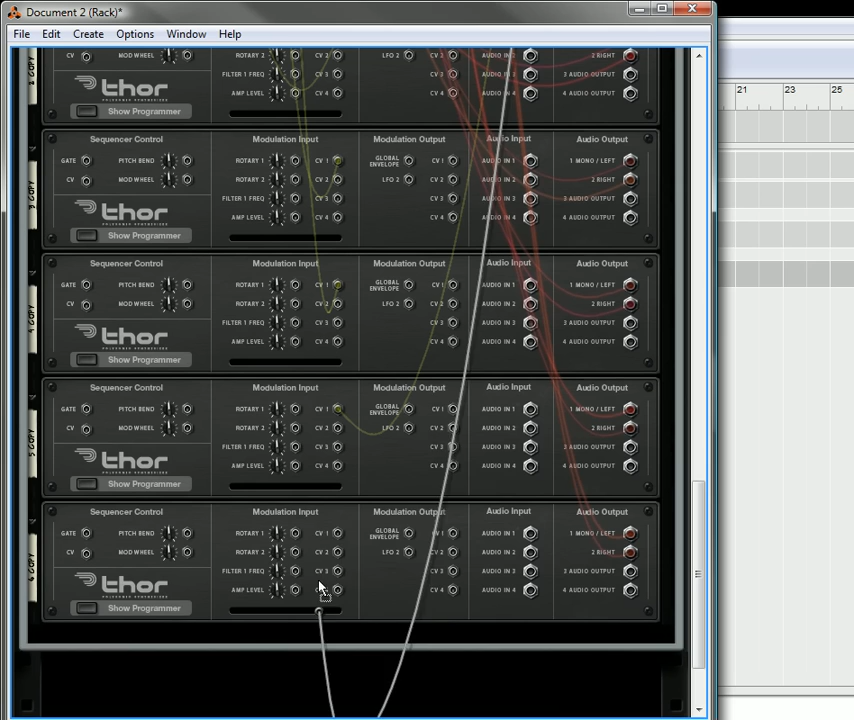 Document 2 (Rack)*
File Edit Create Options Window Help
21 23 25
CV MOD WHEEL ROTARY 2 CV 2 LFO 2 CV 2 AUDIO IN 2 2 RIGHT
FILTER 1 FREQ CV 3 CV 3 AUDIO IN 3 3 AUDIO OUTPUT
thor
AMP LEVEL CV 4 CV 4 AUDIO IN 4 4 AUDIO OUTPUT
Show Programmer
Sequencer Control Modulation Input Modulation Output Audio Input Audio Output
GATE PITCH BEND ROTARY 1 CV 1 GLOBAL ENVELOPE CV 1 AUDIO IN 1 1 MONO / LEFT
CV MOD WHEEL ROTARY 2 CV 2 LFO 2 CV 2 AUDIO IN 2 2 RIGHT
FILTER 1 FREQ CV 3 CV 3 AUDIO IN 3 3 AUDIO OUTPUT
thor
AMP LEVEL CV 4 CV 4 AUDIO IN 4 4 AUDIO OUTPUT
Show Programmer
Sequencer Control Modulation Input Modulation Output Audio Input Audio Output
GATE PITCH BEND ROTARY 1 CV 1 GLOBAL ENVELOPE CV 1 AUDIO IN 1 1 MONO / LEFT
CV MOD WHEEL ROTARY 2 CV 2 LFO 2 CV 2 AUDIO IN 2 2 RIGHT
FILTER 1 FREQ CV 3 CV 3 AUDIO IN 3 3 AUDIO OUTPUT
4 COPY
thor
AMP LEVEL CV 4 CV 4 AUDIO IN 4 4 AUDIO OUTPUT
Show Programmer
Sequencer Control Modulation Input Modulation Output Audio Input Audio Output
GATE PITCH BEND ROTARY 1 CV 1 GLOBAL ENVELOPE CV 1 AUDIO IN 1 1 MONO / LEFT
CV MOD WHEEL ROTARY 2 CV 2 LFO 2 CV 2 AUDIO IN 2 2 RIGHT
FILTER 1 FREQ CV 3 CV 3 AUDIO IN 3 3 AUDIO OUTPUT
5 COPY
thor
AMP LEVEL CV 4 CV 4 AUDIO IN 4 4 AUDIO OUTPUT
Show Programmer
Sequencer Control Modulation Input Modulation Output Audio Input Audio Output
GATE PITCH BEND ROTARY 1 CV 1 GLOBAL ENVELOPE CV 1 AUDIO IN 1 1 MONO / LEFT
CV MOD WHEEL ROTARY 2 CV 2 LFO 2 CV 2 AUDIO IN 2 2 RIGHT
FILTER 1 FREQ CV 3 CV 3 AUDIO IN 3 3 AUDIO OUTPUT
6 COPY
thor
AMP LEVEL CV 4 AUDIO IN 4 4 AUDIO OUTPUT
Show Programmer